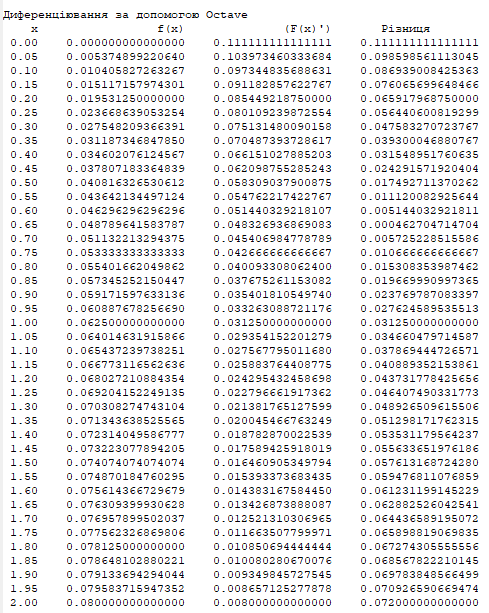 Диференціювання за допомогою Octave
x f(x) (F(x)') Різниця
0.00 0.000000000000000 0.111111111111111 0.111111111111111
0.05 0.005374899220640 0.103973460333684 0.098598561113045
0.10 0.010405827263267 0.097344835688631 0.086939008425363
0.15 0.015117157974301 0.091182857622767 0.076065699648466
0.20 0.019531250000000 0.085449218750000 0.065917968750000
0.25 0.023668639053254 0.080109239872554 0.056440600819299
0.30 0.027548209366391 0.075131480090158 0.047583270723767
0.35 0.031187346847850 0.070487393728617 0.039300046880767
0.40 0.034602076124567 0.066151027885203 0.031548951760635
0.45 0.037807183364839 0.062098755285243 0.024291571920404
0.50 0.040816326530612 0.058309037900875 0.017492711370262
0.55 0.043642134497124 0.054762217422767 0.011120082925644
0.60 0.046296296296296 0.051440329218107 0.005144032921811
0.65 0.048789641583787 0.048326936869083 0.000462704714704
0.70 0.051132213294375 0.045406984778789 0.005725228515586
0.75 0.053333333333333 0.042666666666667 0.010666666666667
0.80 0.055401662049862 0.040093308062400 0.015308353987462
0.85 0.057345252150447 0.037675261153082 0.019669990997365
0.90 0.059171597633136 0.035401810549740 0.023769787083397
0.95 0.060887678256690 0.033263088721176 0.027624589535513
1.00 0.062500000000000 0.031250000000000 0.031250000000000
1.05 0.064014631915866 0.029354152201279 0.034660479714587
1.10 0.065437239738251 0.027567795011680 0.037869444726571
1.15 0.066773116562636 0.025883764408775 0.040889352153861
1.20 0.068027210884354 0.024295432458698 0.043731778425656
1.25 0.069204152249135 0.022796661917362 0.046407490331773
1.30 0.070308274743104 0.021381765127599 0.048926509615506
1.35 0.071343638525565 0.020045466763249 0.051298171762315
1.40 0.072314049586777 0.018782870022539 0.053531179564237
1.45 0.073223077894205 0.017589425918019 0.055633651976186
1.50 0.074074074074074 0.016460905349794 0.057613168724280
1.55 0.074870184760295 0.015393373683435 0.059476811076859
1.60 0.075614366729679 0.014383167584450 0.061231199145229
1.65 0.076309399930628 0.013426873888087 0.062882526042541
1.70 0.076957899502037 0.012521310306965 0.064436589195072
1.75 0.077562326869806 0.011663507799971 0.065898819069835
1.80 0.078125000000000 0.010850694444444 0.067274305555556
1.85 0.078648102880221 0.010080280670076 0.068567822210145
1.90 0.079133694294044 0.009349845727545 0.069783848566499
1.95 0.079583715947352 0.008657125277878 0.070926590669474
2.00 0.080000000000000 0.008000000000000 0.072000000000000